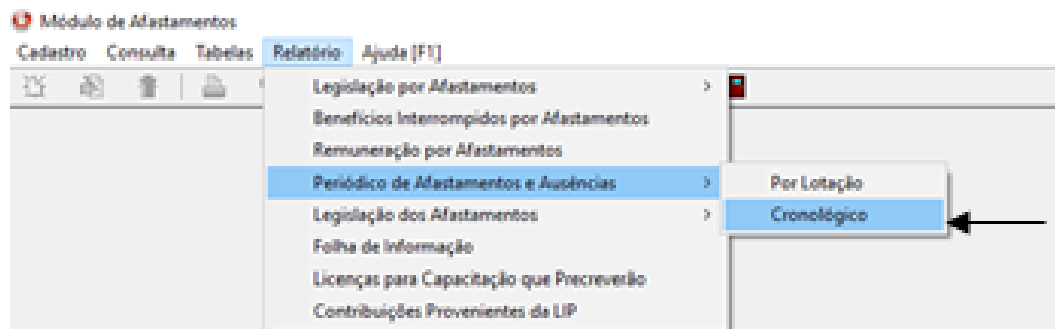 Módulo de Afastamentos
Cadastro Consulta Tabelas Relatório Ajuda [F1]
Legislação por Afastamentos
Benefícios Interrompidos por Afastamentos
Remuneração por Afastamentos
Periódico de Afastamentos e Ausências
Por Lotação
Legislação dos Afastamentos
Cronológico
Folha de Informação
Licenças para Capacitação que Precreverão
Contribuições Provenientes da LIP